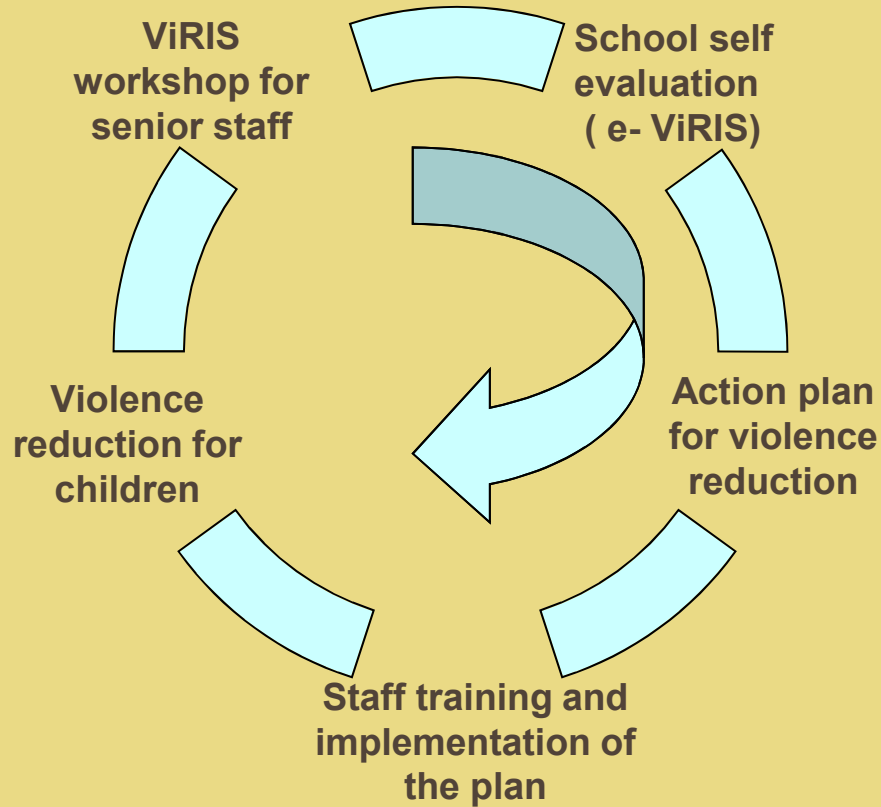 ViRIS
workshop for
senior staff
School self
evaluation
( e- ViRIS)
Action plan
for violence
reduction
Staff training and
implementation of
the plan
Violence
reduction for
children